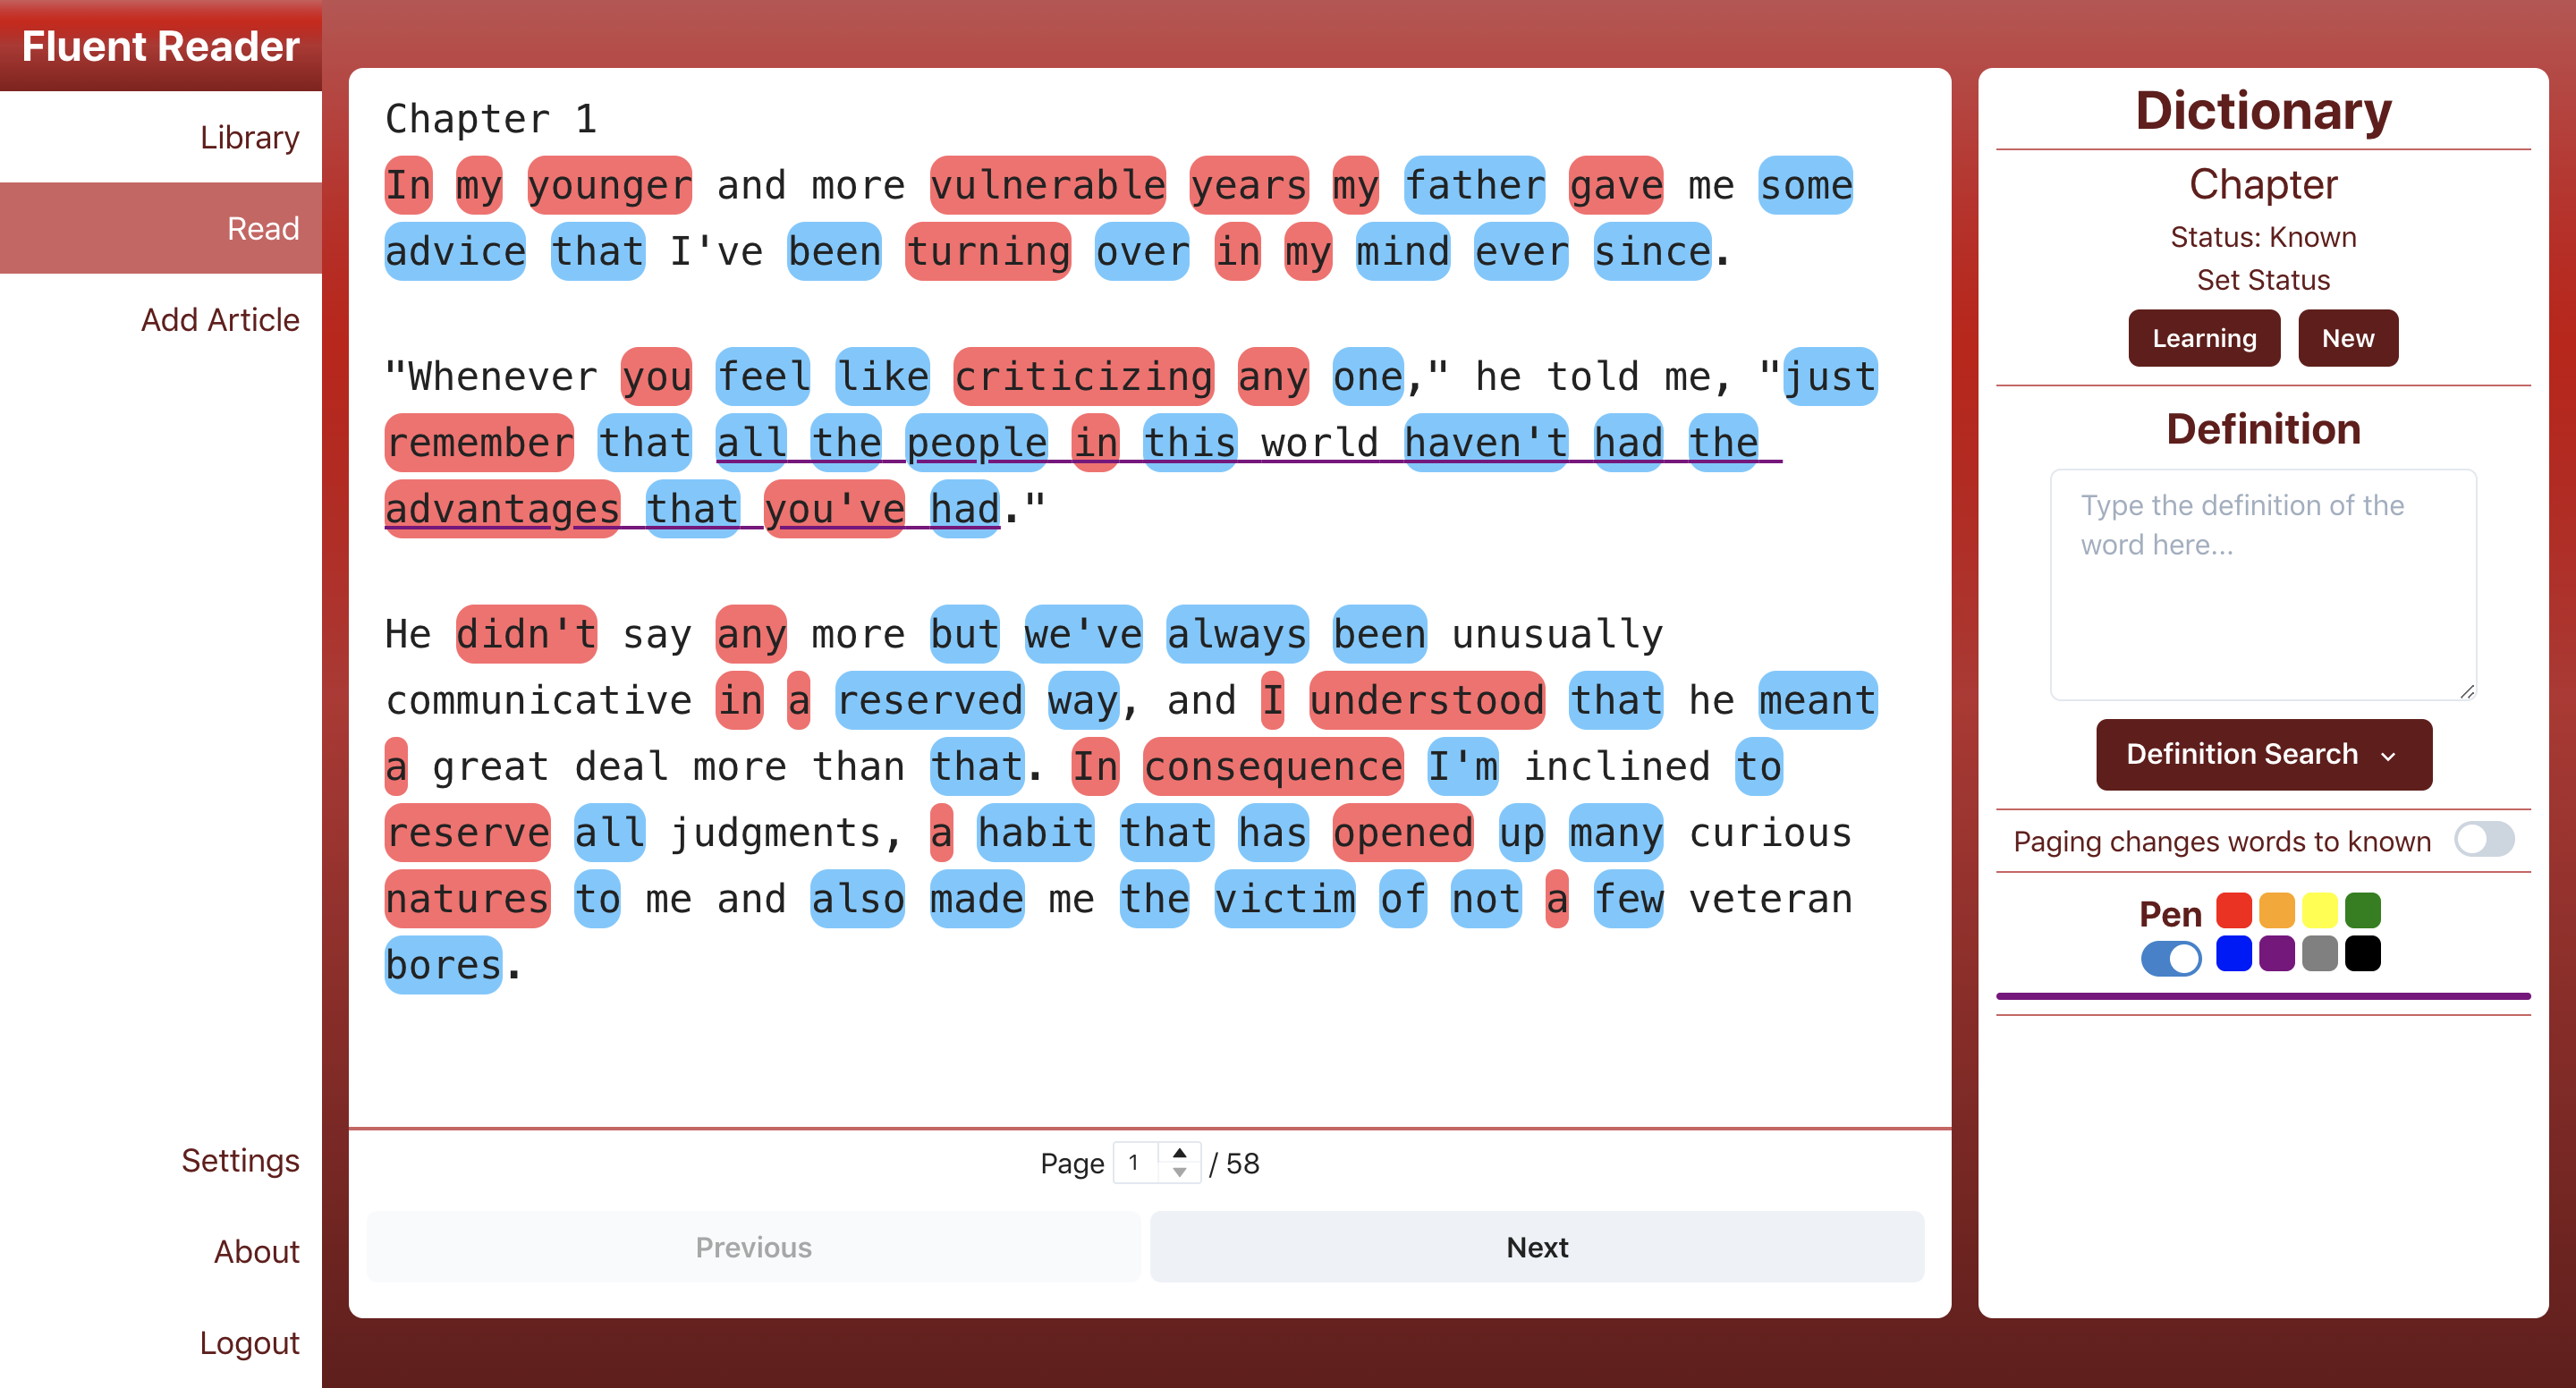 Fluent Reader
Library
Read
Add Article
Settings
About
Logout
Chapter 1
In my younger and more vulnerable years my father gave me some
advice that I've been turning over in my mind ever since.
"Whenever you feel like criticizing any one," he told me, "just
remember that all the people in this world haven't had the
advantages that you've had."
He didn't say any more but we've always been unusually
communicative in a reserved way, and I understood that he meant
a great deal more than that. In consequence I'm inclined to
reserve all judgments, a habit that has opened up many curious
natures to me and also made me the victim of not a few veteran
bores.
Page 1 / 58
Previous Next
Dictionary
Chapter
Status: Known
Set Status
Learning New
Definition
Type the definition of the
word here...
Definition Search
Paging changes words to known
Pen